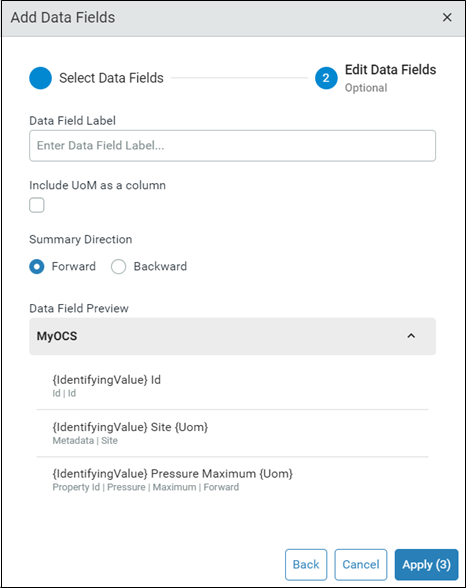 Add Data Fields
Select Data Fields
2
Edit Data Fields
Optional
Data Field Label
Enter Data Field Label...
Include UoM as a column
Summary Direction
Forward
Backward
Data Field Preview
MyOCS
{IdentifyingValue} Id
Id | Id
{IdentifyingValue} Site {Uom}
Metadata | Site
{IdentifyingValue} Pressure Maximum {Uom}
Property Id | Pressure | Maximum | Forward
Back
Cancel
Apply (3)